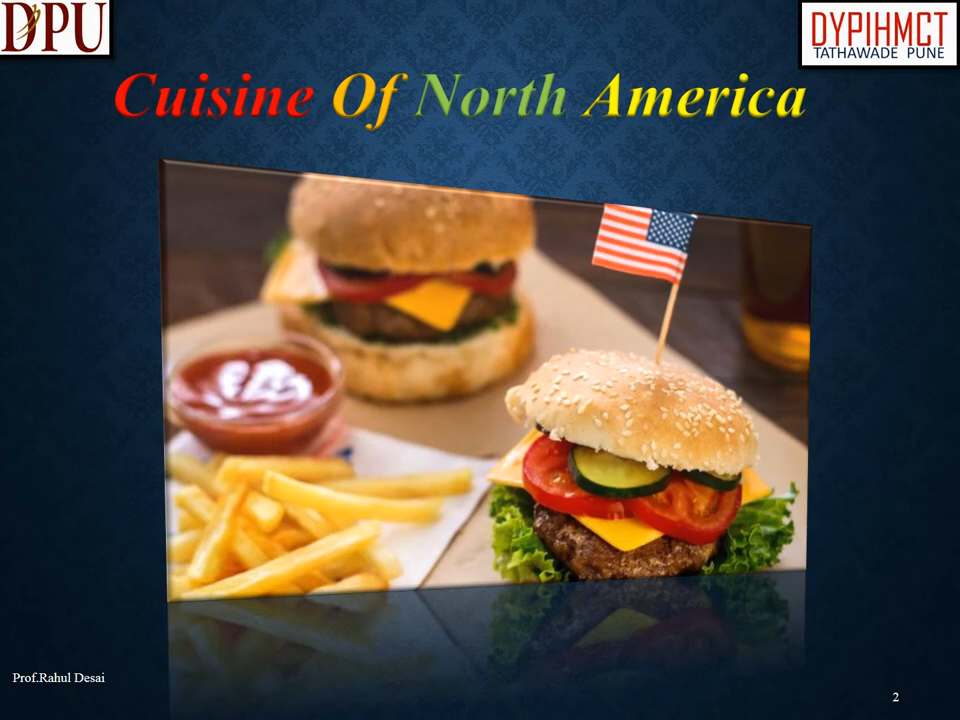 DPU
DYPIHMCT
TATHAWADE PUNE
Cuisine Of North America
Prof.Rahul Desai
2